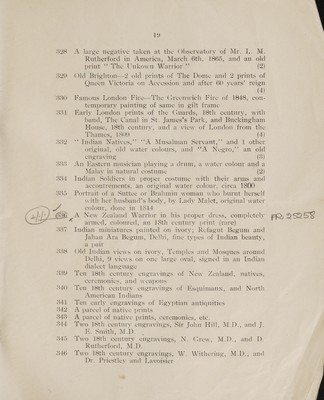 19
328 A large negative taken at the Observatory of Mr. L. M.
Rutherford in America, March 6th, 1865, and an old
print " The Unkown Warrior " (2)
329 Old Brighton—2 old prints of The Dome and 2 prints of
Queen Victoria on Accession and after 60 years' reign
(4)
330 Famous London Fire—The Greenwich Fire of 1848, con-
temporary painting of same in gilt frame
331 Early London prints of the Guards, 18th century, with
band, The Canal in St. James's Park, and Buckingham
House, 18th century, and a view of London from the
Thames, 1809 (4)
332 " Indian Natives," "A Musalman Servant," and 1 other
original, old water colours, and "A Negro," an old
engraving (3)
333 An Eastern musician playing a drum, a water colour and a
Malay in natural costume (2)
334 Indian Soldiers in proper costume with their arms and
accoutrements, an original water colour, circa 1800
335 Portrait of a Suttee or Brahmin woman who burnt herself
with her husband's body, by Lady Malet, original water
colour, done in 1844
336 A New Zealand Warrior in his proper dress, completely
armed, coloured, an 18th century print (rare)
337 Indian miniatures painted on ivory; Refagut Begum and
Jahan Ara Begum, Delhi, fine types of Indian beauty,
a pair
338 Old Indian views on ivory, Temples and Mosques around
Delhi, 9 views on one large oval, signed in an Indian
dialect language
339 Ten 18th century engravings of New Zealand, natives,
ceremonies, and weapons
340 Ten 18th century engravings of Esquimaux, and North
American Indians
341 Ten early engravings of Egyptian antiquities
342 A parcel of native prints
343 A parcel of native prints, ceremonies, etc.
344 Two 18th century engravings, Sir John Hill, M.D., and J.
E. Smith, M.D.
345 Two 18th century engravings, N. Grew, M.D., and D.
Rutherford, M.D.
346 Two 18th century engravings, W. Withering, M.D., and
Dr. Priestley and Lavoisier